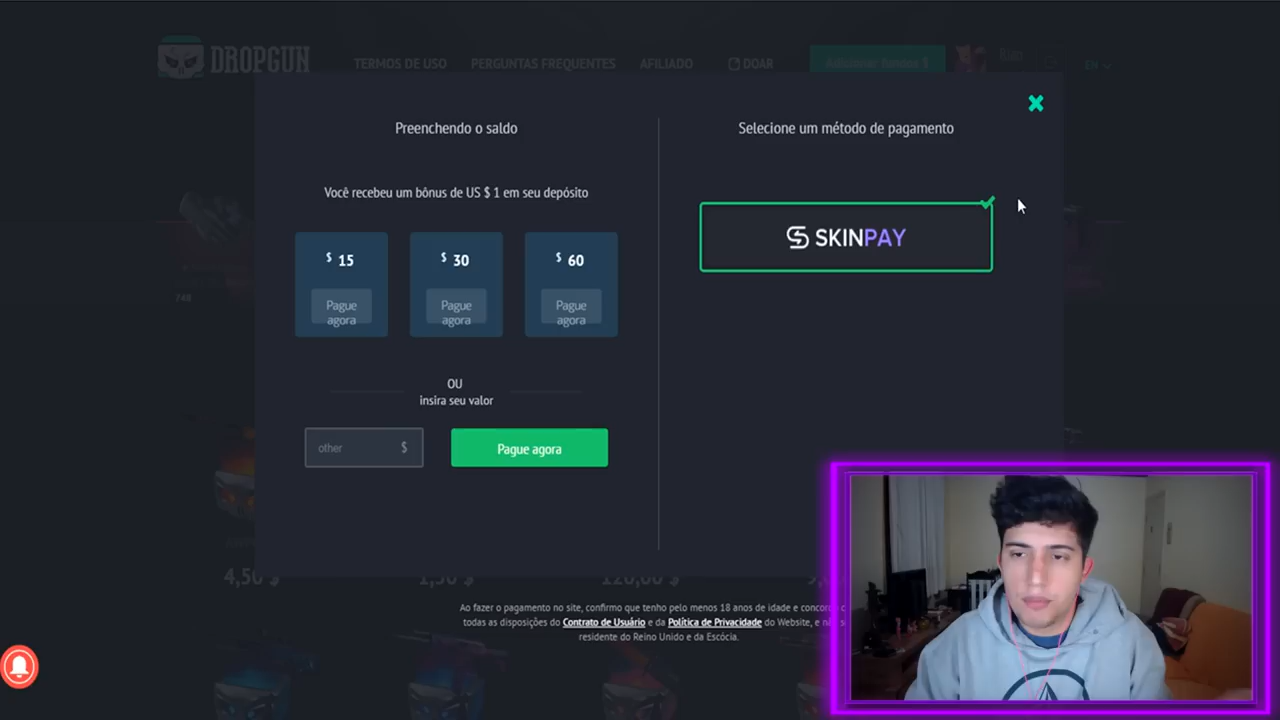 DROPGUN
TERMOS DE USO
PERGUNTAS FREQUENTES
AFILIADO
DOAR
EN
Preenchendo o saldo
Selecione um método de pagamento
Você recebeu um bônus de US $ 1 em seu depósito
SKINPAY
$ 15
$ 30
$ 60
Pague agora
Pague agora
Pague agora
OU
insira seu valor
other $
Pague agora
748
4,50 $
120,00 $
Ao fazer o pagamento no site, confirmo que tenho pelo menos 18 anos de idade e
todas as disposições do Contrato de Usuário e da Política de Privacidade do Website, e
residente do Reino Unido e da Escócia.